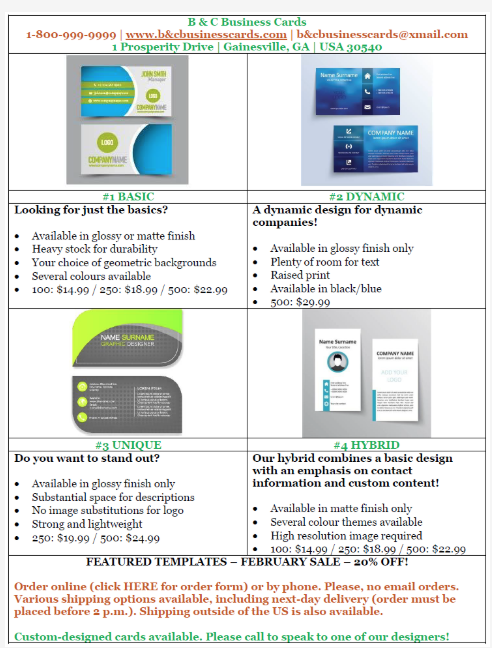 B & C Business Cards
1-800-999-9999 | www.b&cbusinesscards.com | b&cbusinesscards@xmail.com
1 Prosperity Drive | Gainesville, GA | USA 30540
JOHN SMITH
Manager
LOGO
COMPANYNAME
LOGO
COMPANYNAME
Name Surname
COMPANY NAME
#1 BASIC
Looking for just the basics?
• Available in glossy or matte finish
• Heavy stock for durability
• Your choice of geometric backgrounds
• Several colours available
• 100: $14.99 / 250: $18.99 / 500: $22.99
#2 DYNAMIC
A dynamic design for dynamic
companies!
• Available in glossy finish only
• Plenty of room for text
• Raised print
• Available in black/blue
• 500: $29.99
NAME SURNAME
GRAPHIC DESIGNER
Name Surname
COMPANY NAME
ADD YOUR
LOGO
#3 UNIQUE
Do you want to stand out?
• Available in glossy finish only
• Substantial space for descriptions
• No image substitutions for logo
• Strong and lightweight
• 250: $19.99 / 500: $24.99
#4 HYBRID
Our hybrid combines a basic design
with an emphasis on contact
information and custom content!
• Available in matte finish only
• Several colour themes available
• High resolution image required
• 100: $14.99 / 250: $18.99 / 500: $22.99
FEATURED TEMPLATES – FEBRUARY SALE – 20% OFF!
Order online (click HERE for order form) or by phone. Please, no email orders.
Various shipping options available, including next-day delivery (order must be
placed before 2 p.m.). Shipping outside of the US is also available.
Custom-designed cards available. Please call to speak to one of our designers!